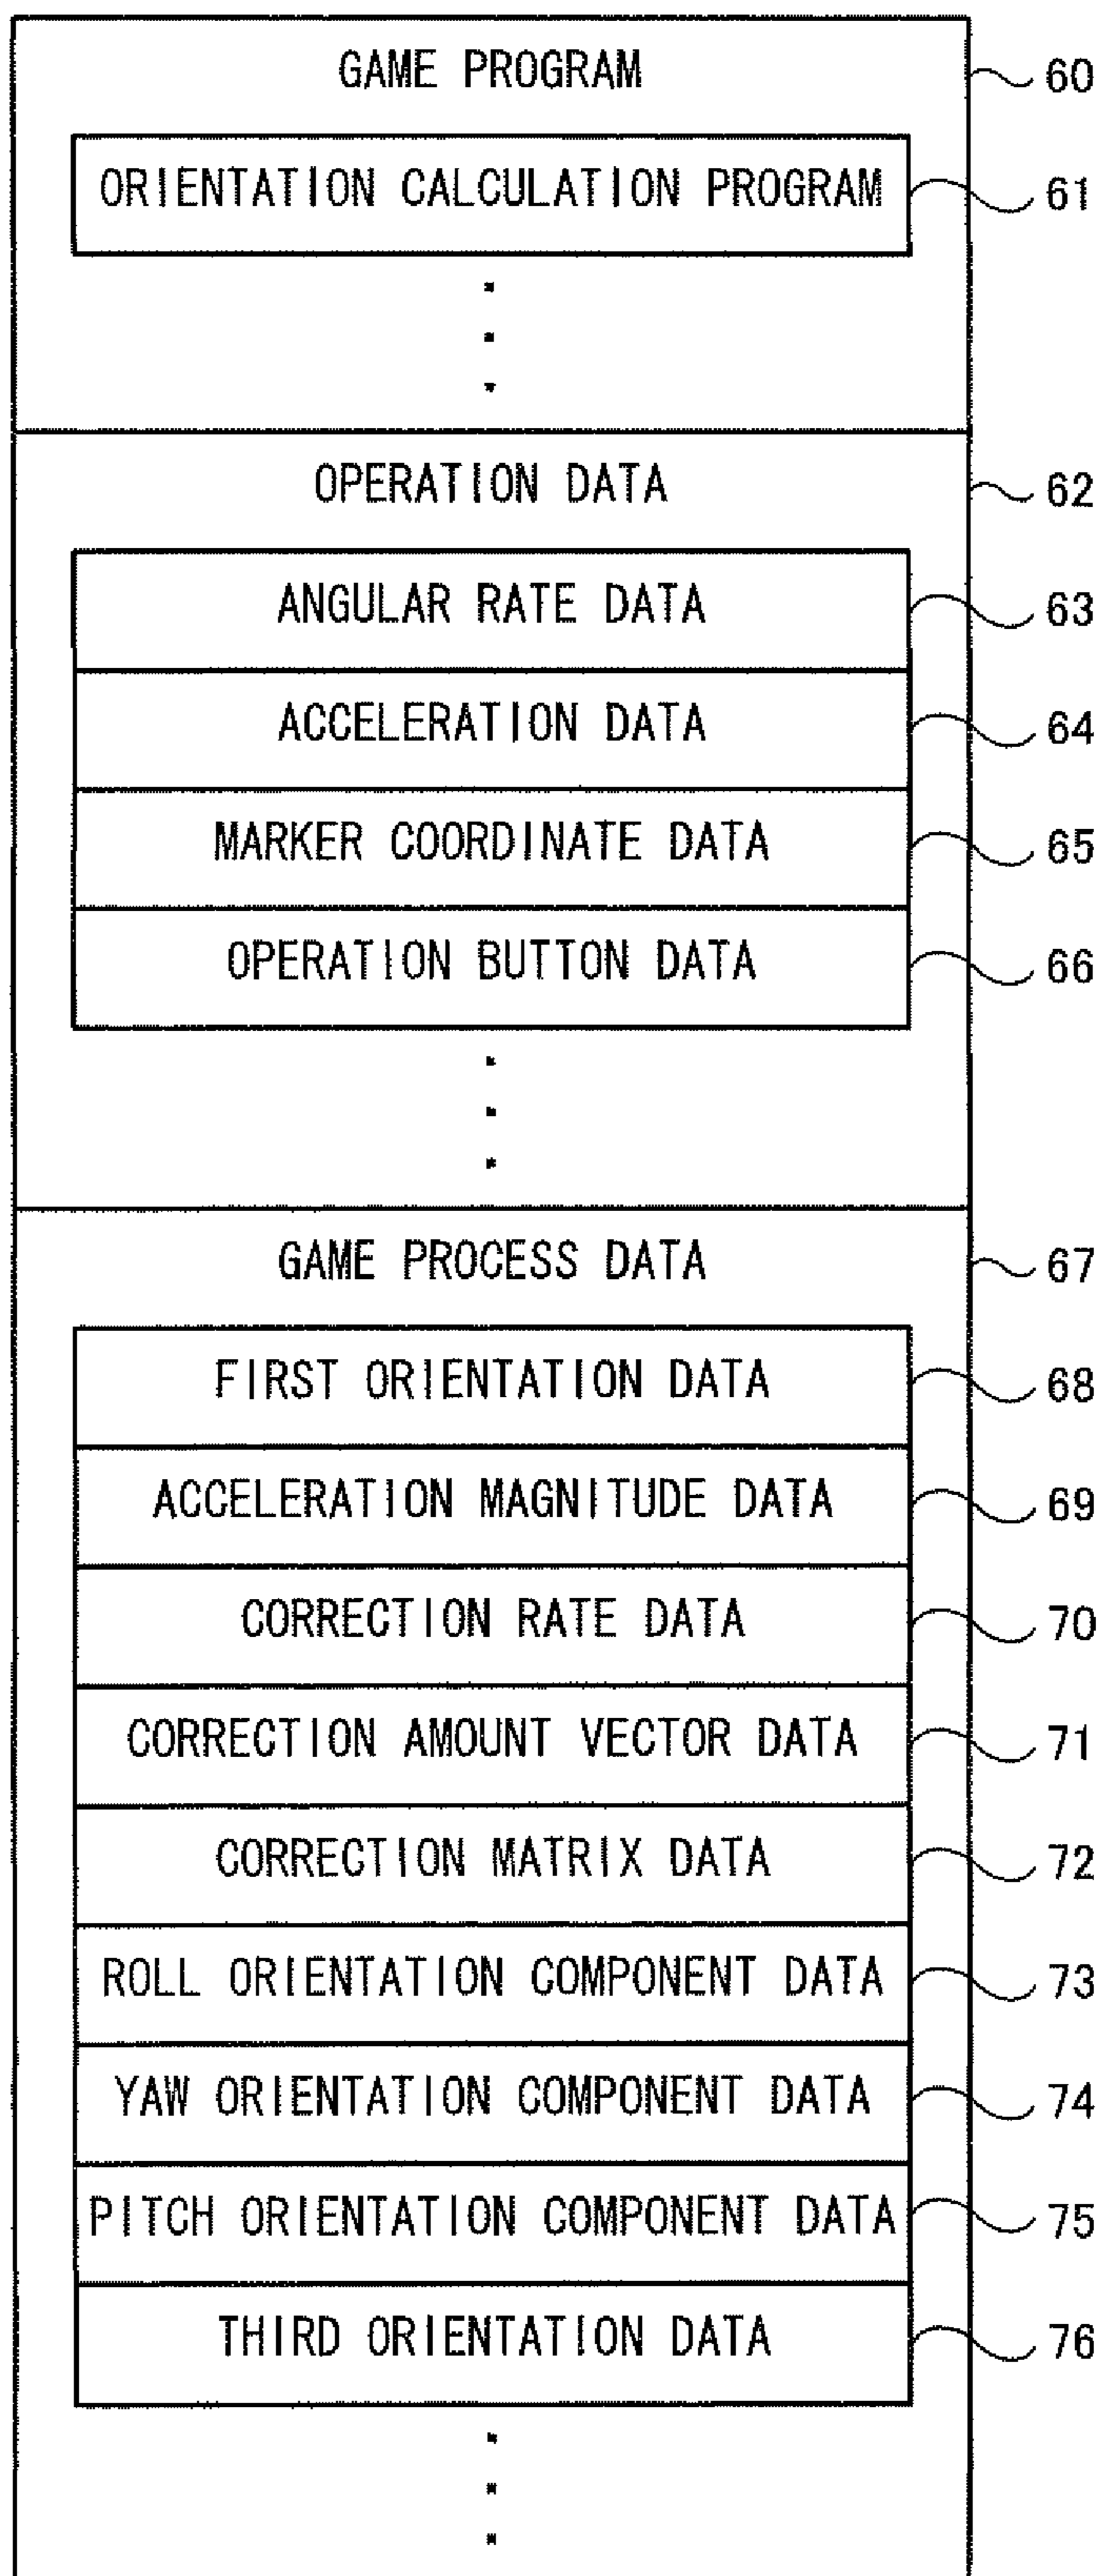 GAME PROGRAM 60
ORIENTATION CALCULATION PROGRAM 61
OPERATION DATA 62
ANGULAR RATE DATA 63
ACCELERATION DATA 64
MARKER COORDINATE DATA 65
OPERATION BUTTON DATA 66
GAME PROCESS DATA 67
FIRST ORIENTATION DATA 68
ACCELERATION MAGNITUDE DATA 69
CORRECTION RATE DATA 70
CORRECTION AMOUNT VECTOR DATA 71
CORRECTION MATRIX DATA 72
ROLL ORIENTATION COMPONENT DATA 73
YAW ORIENTATION COMPONENT DATA 74
PITCH ORIENTATION COMPONENT DATA 75
THIRD ORIENTATION DATA 76